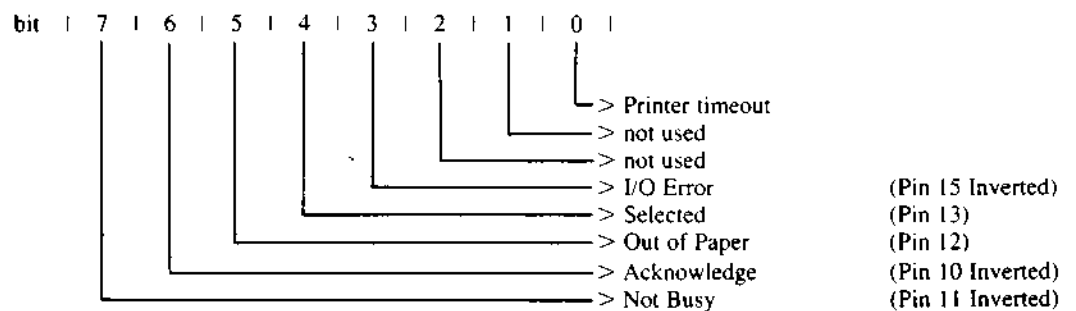 bit | 7 | 6 | 5 | 4 | 3 | 2 | 1 | 0 |
> Printer timeout
> not used
> not used
> I/O Error (Pin 15 Inverted)
> Selected (Pin 13)
> Out of Paper (Pin 12)
> Acknowledge (Pin 10 Inverted)
> Not Busy (Pin 11 Inverted)